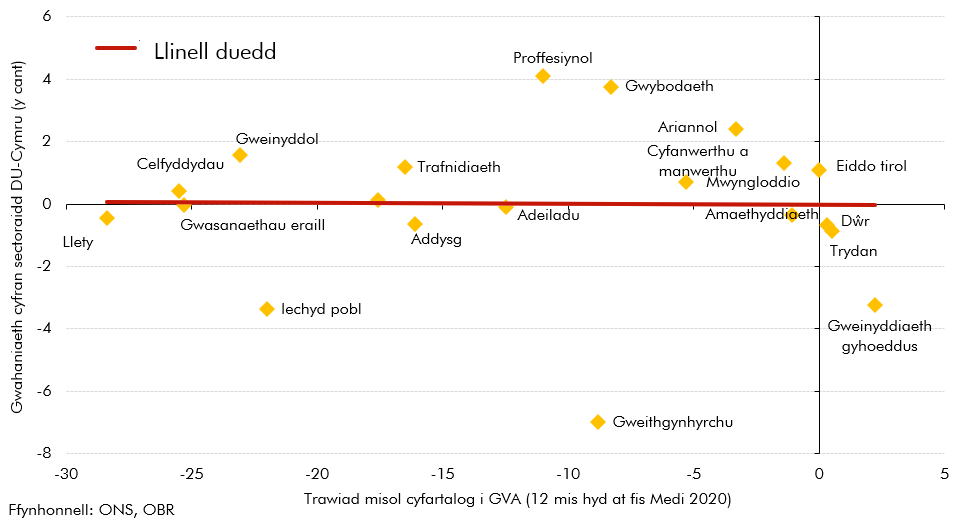 Gwahaniaeth cyfran sectoraidd DU-Cymru (y cant)
6
4
2
0
-2
-4
-6
-8
Llinell duedd
Proffesiynol
Gwybodaeth
Ariannol
Gweinyddol
Celfyddydau
Trafnidiaeth
Cyfanwerthu a
manwerthu
Eiddo tirol
Mwyngloddio
Gwasanaethau eraill
Adeiladu
Amaethyddiaeth
Dŵr
Llety
Addysg
Trydan
Iechyd pobl
Gweinyddiaeth
gyhoeddus
Gweithgynhyrchu
-30
-25
-20
-15
-10
-5
0
5
Trawiad misol cyfartalog i GVA (12 mis hyd at fis Medi 2020)
Ffynhonnell: ONS, OBR